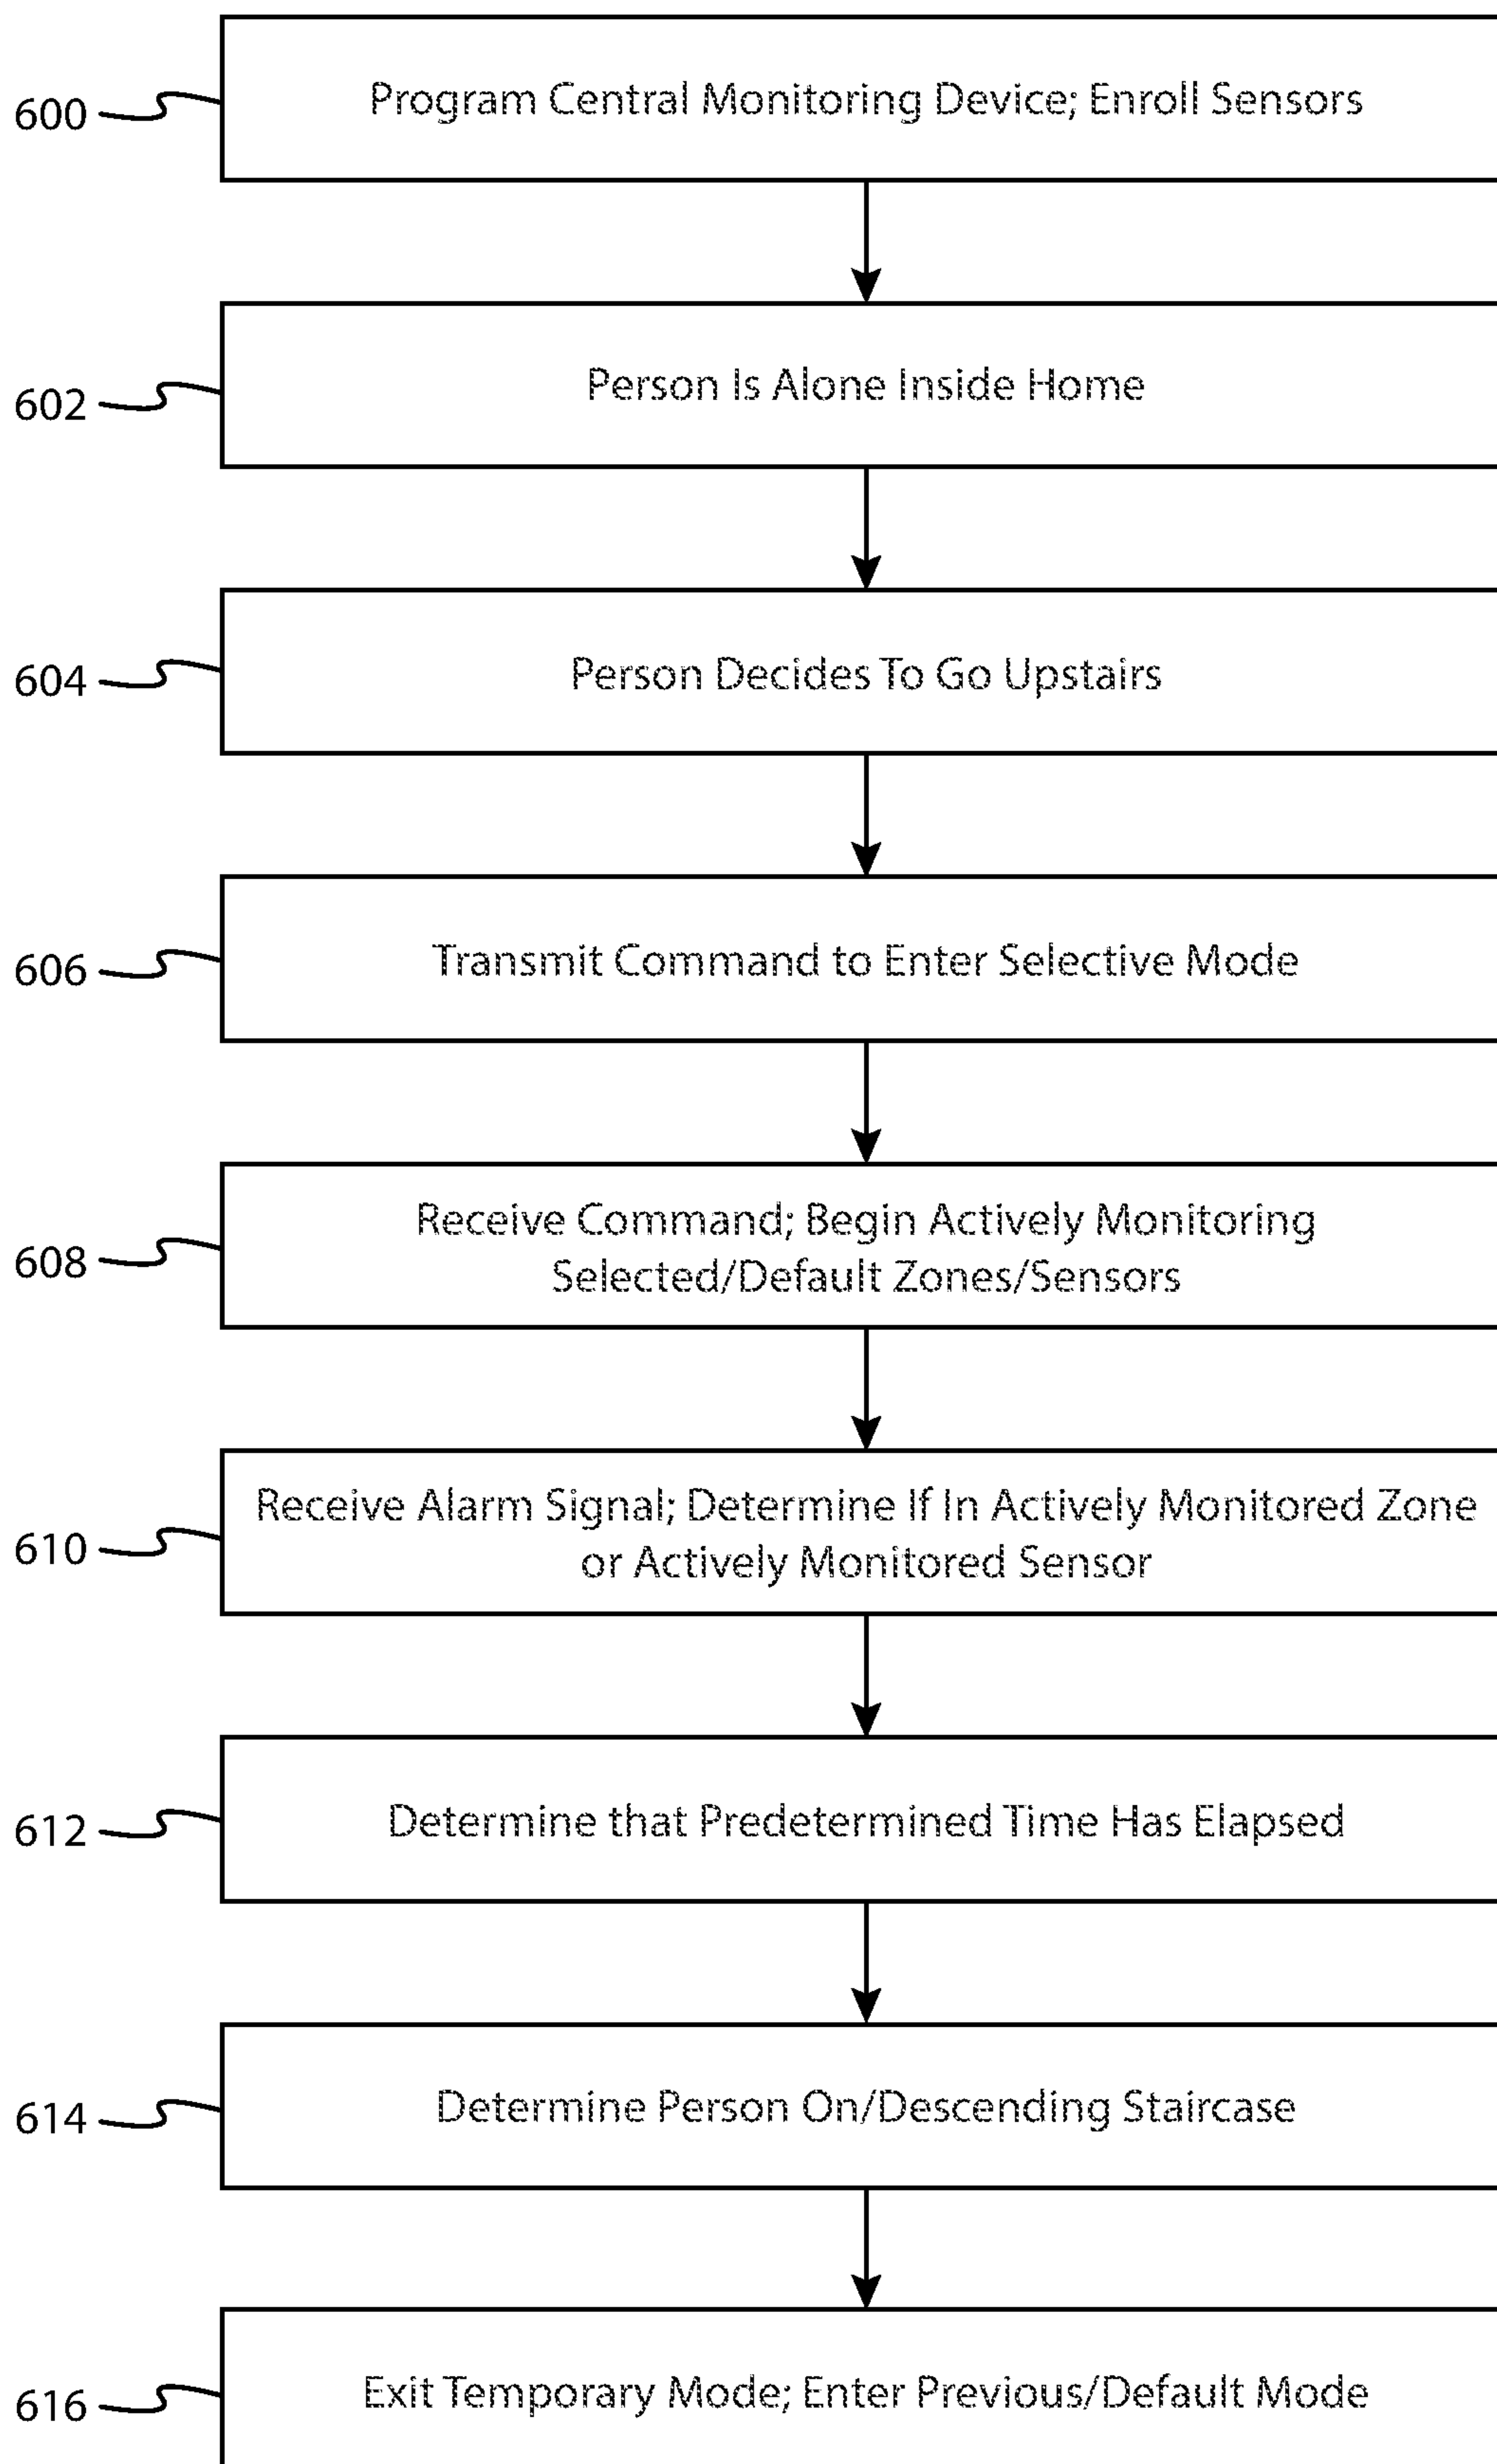 600
Program Central Monitoring Device; Enroll Sensors
602
Person Is Alone Inside Home
604
Person Decides To Go Upstairs
606
Transmit Command to Enter Selective Mode
608
Receive Command; Begin Actively Monitoring
Selected/Default Zones/Sensors
610
Receive Alarm Signal; Determine If In Actively Monitored Zone
or Actively Monitored Sensor
612
Determine that Predetermined Time Has Elapsed
614
Determine Person On/Descending Staircase
616
Exit Temporary Mode; Enter Previous/Default Mode